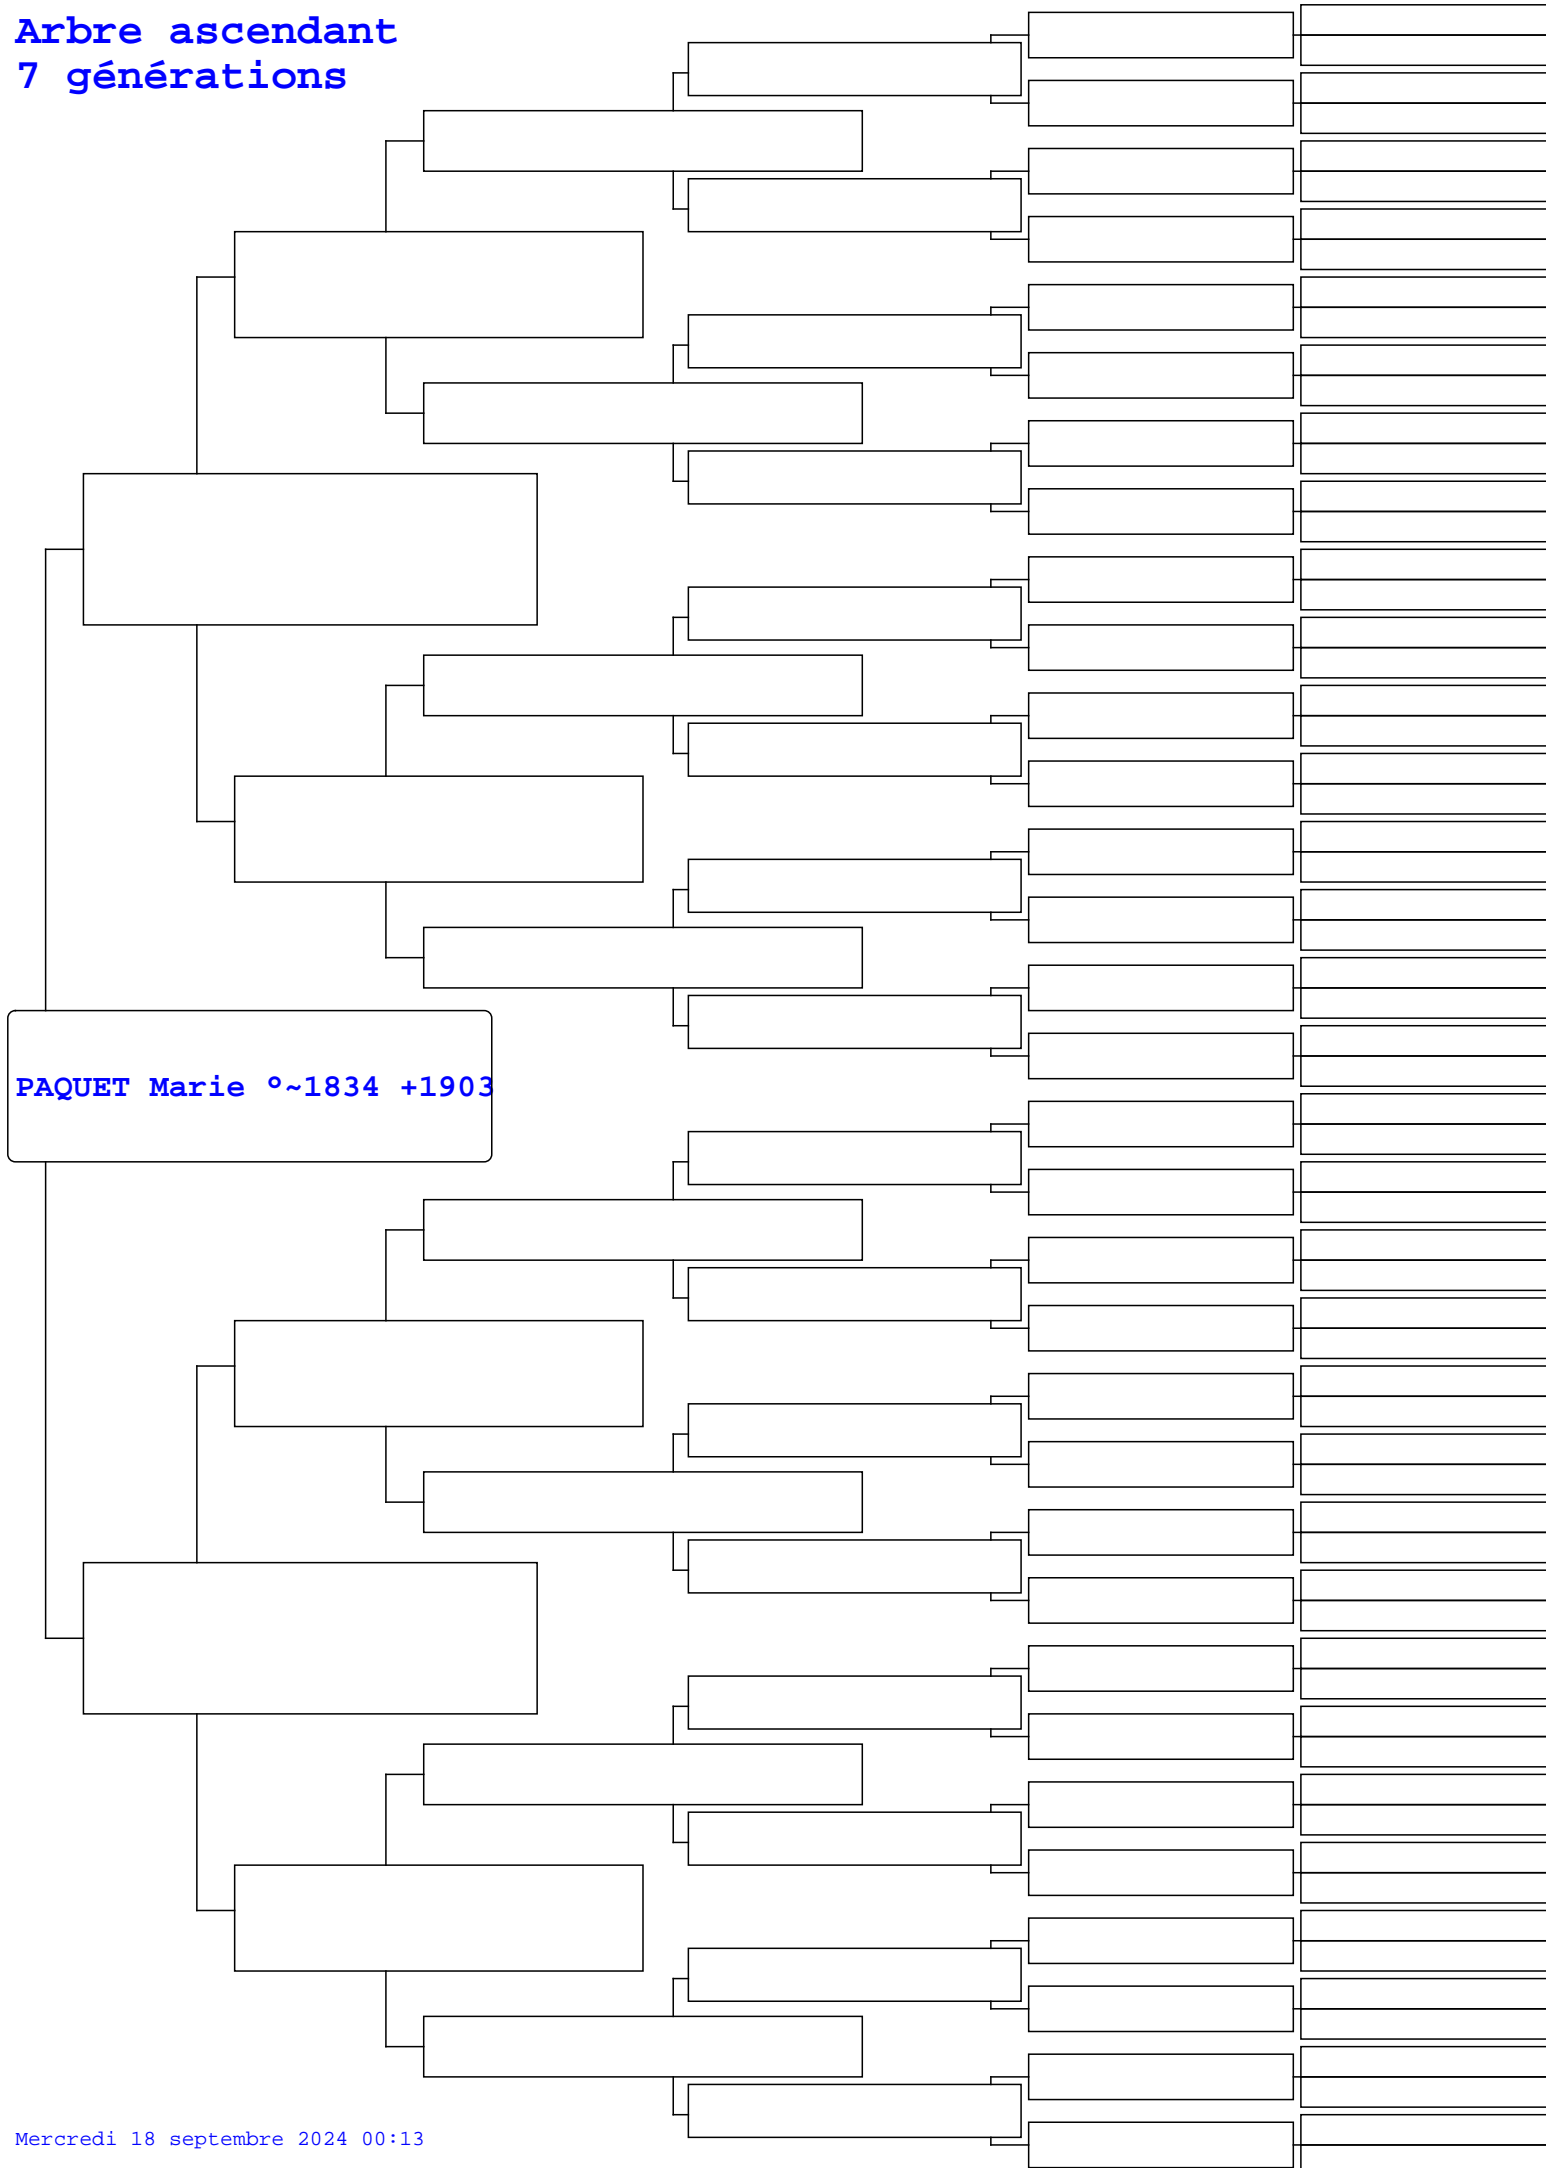 Arbre ascendant
7 générations
PAQUET Marie °~1834 +1903
Mercredi 18 septembre 2024 00:13